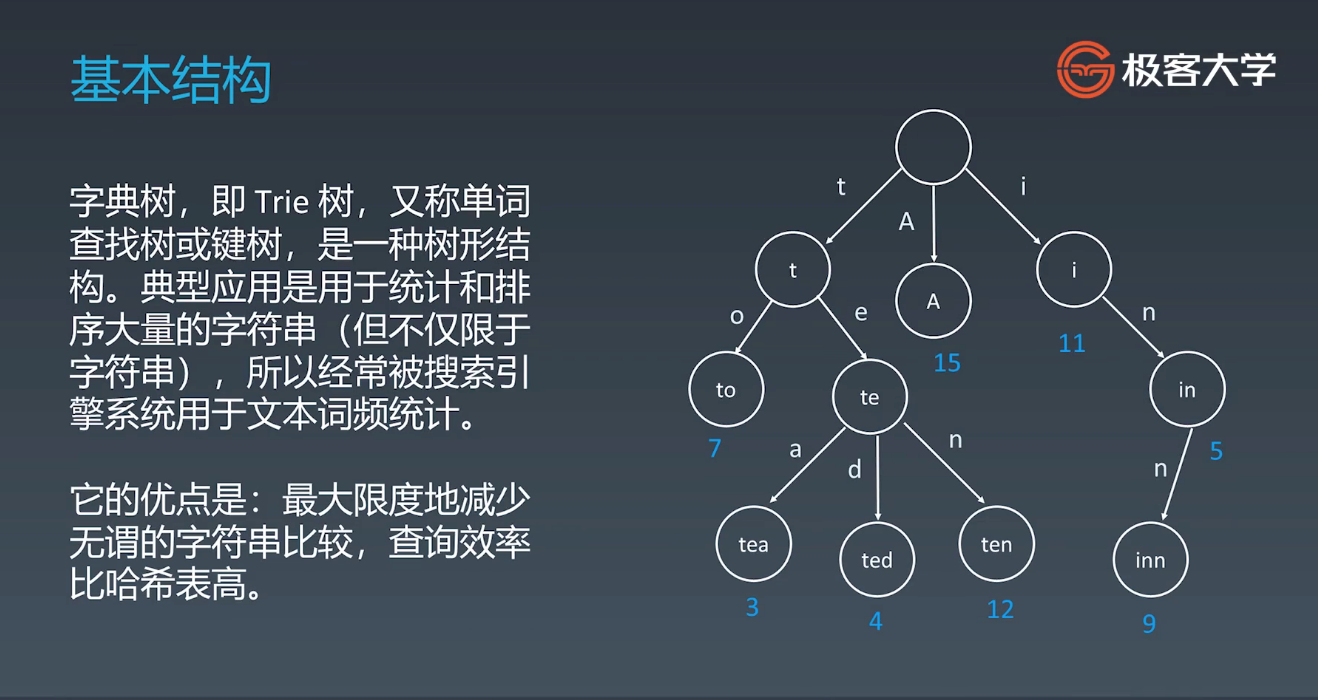 基本结构
极客大学
字典树，即 Trie 树，又称单词
查找树或键树，是一种树形结
构。典型应用是用于统计和排
序大量的字符串（但不仅限于
字符串），所以经常被搜索引
擎系统用于文本词频统计。
它的优点是：最大限度地减少
无谓的字符串比较，查询效率
比哈希表高。
t
A
i
t
A
i
15
11
o
e
n
to
te
in
7
5
a
d
n
n
tea
ted
ten
inn
3
4
12
9